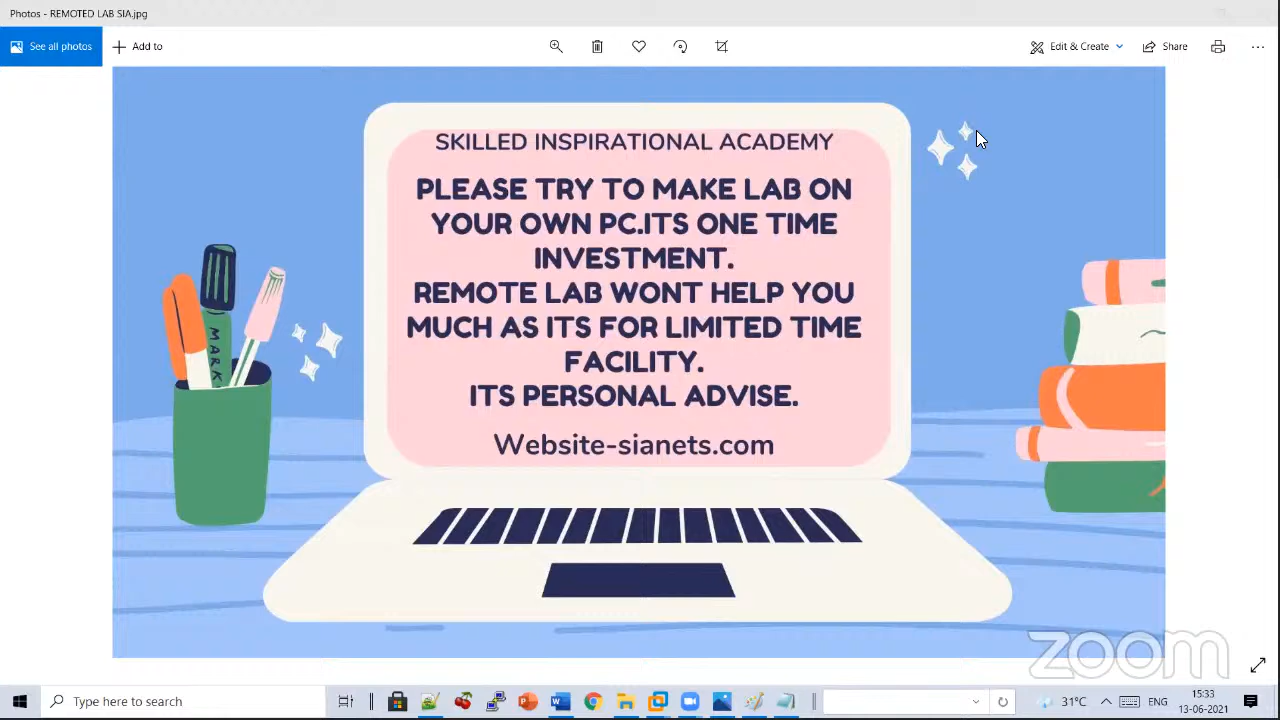 Photos - REMOTED LAB SIA.jpg
See all photos
Add to
Edit & Create
Share
SKILLED INSPIRATIONAL ACADEMY
PLEASE TRY TO MAKE LAB ON
YOUR OWN PC.ITS ONE TIME
INVESTMENT.
REMOTE LAB WONT HELP YOU
MUCH AS ITS FOR LIMITED TIME
FACILITY.
ITS PERSONAL ADVISE.
Website-sianets.com
MARK
zoom
Type here to search
31°C
ENG
15:33
13-06-2021